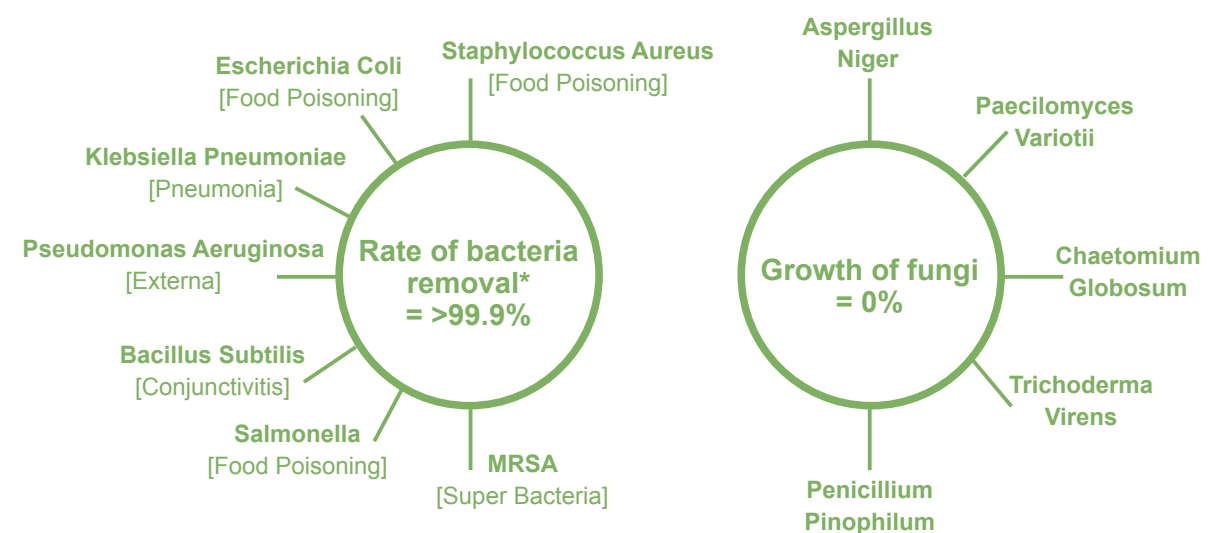 Staphylococcus Aureus
[Food Poisoning]
Escherichia Coli
[Food Poisoning]
Klebsiella Pneumoniae
[Pneumonia]
Pseudomonas Aeruginosa
[Externa]
Bacillus Subtilis
[Conjunctivitis]
Salmonella
[Food Poisoning]
MRSA
[Super Bacteria]
Rate of bacteria
removal*
= >99.9%
Aspergillus
Niger
Paecilomyces
Variotii
Chaetomium
Globosum
Trichoderma
Virens
Penicillium
Pinophilum
Growth of fungi
= 0%